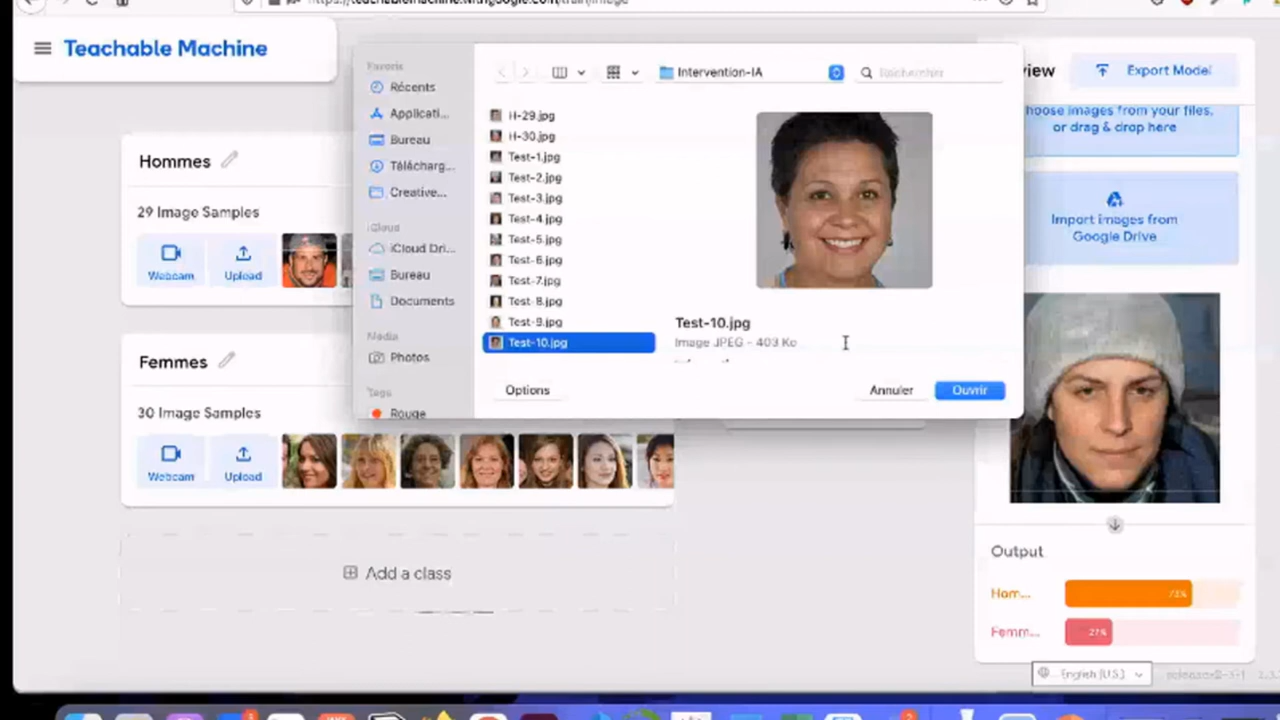 Teachable Machine
Hommes
29 Image Samples
Webcam
Upload
Femmes
30 Image Samples
Webcam
Upload
Add a class
Favoris
Récents
Applicati...
Bureau
Télécharg...
Creative...
iCloud
iCloud Dri...
Bureau
Documents
Média
Photos
Tags
Rouge
Intervention-IA
Rechercher
H-29.jpg
H-30.jpg
Test-1.jpg
Test-2.jpg
Test-3.jpg
Test-4.jpg
Test-5.jpg
Test-6.jpg
Test-7.jpg
Test-8.jpg
Test-9.jpg
Test-10.jpg
Test-10.jpg
Image JPEG - 403 Ko
Options
Annuler
Ouvrir
Export Model
hoose images from your files,
or drag & drop here
Import images from
Google Drive
Output
Hom...
73%
Femm...
27%
English (U.S.)